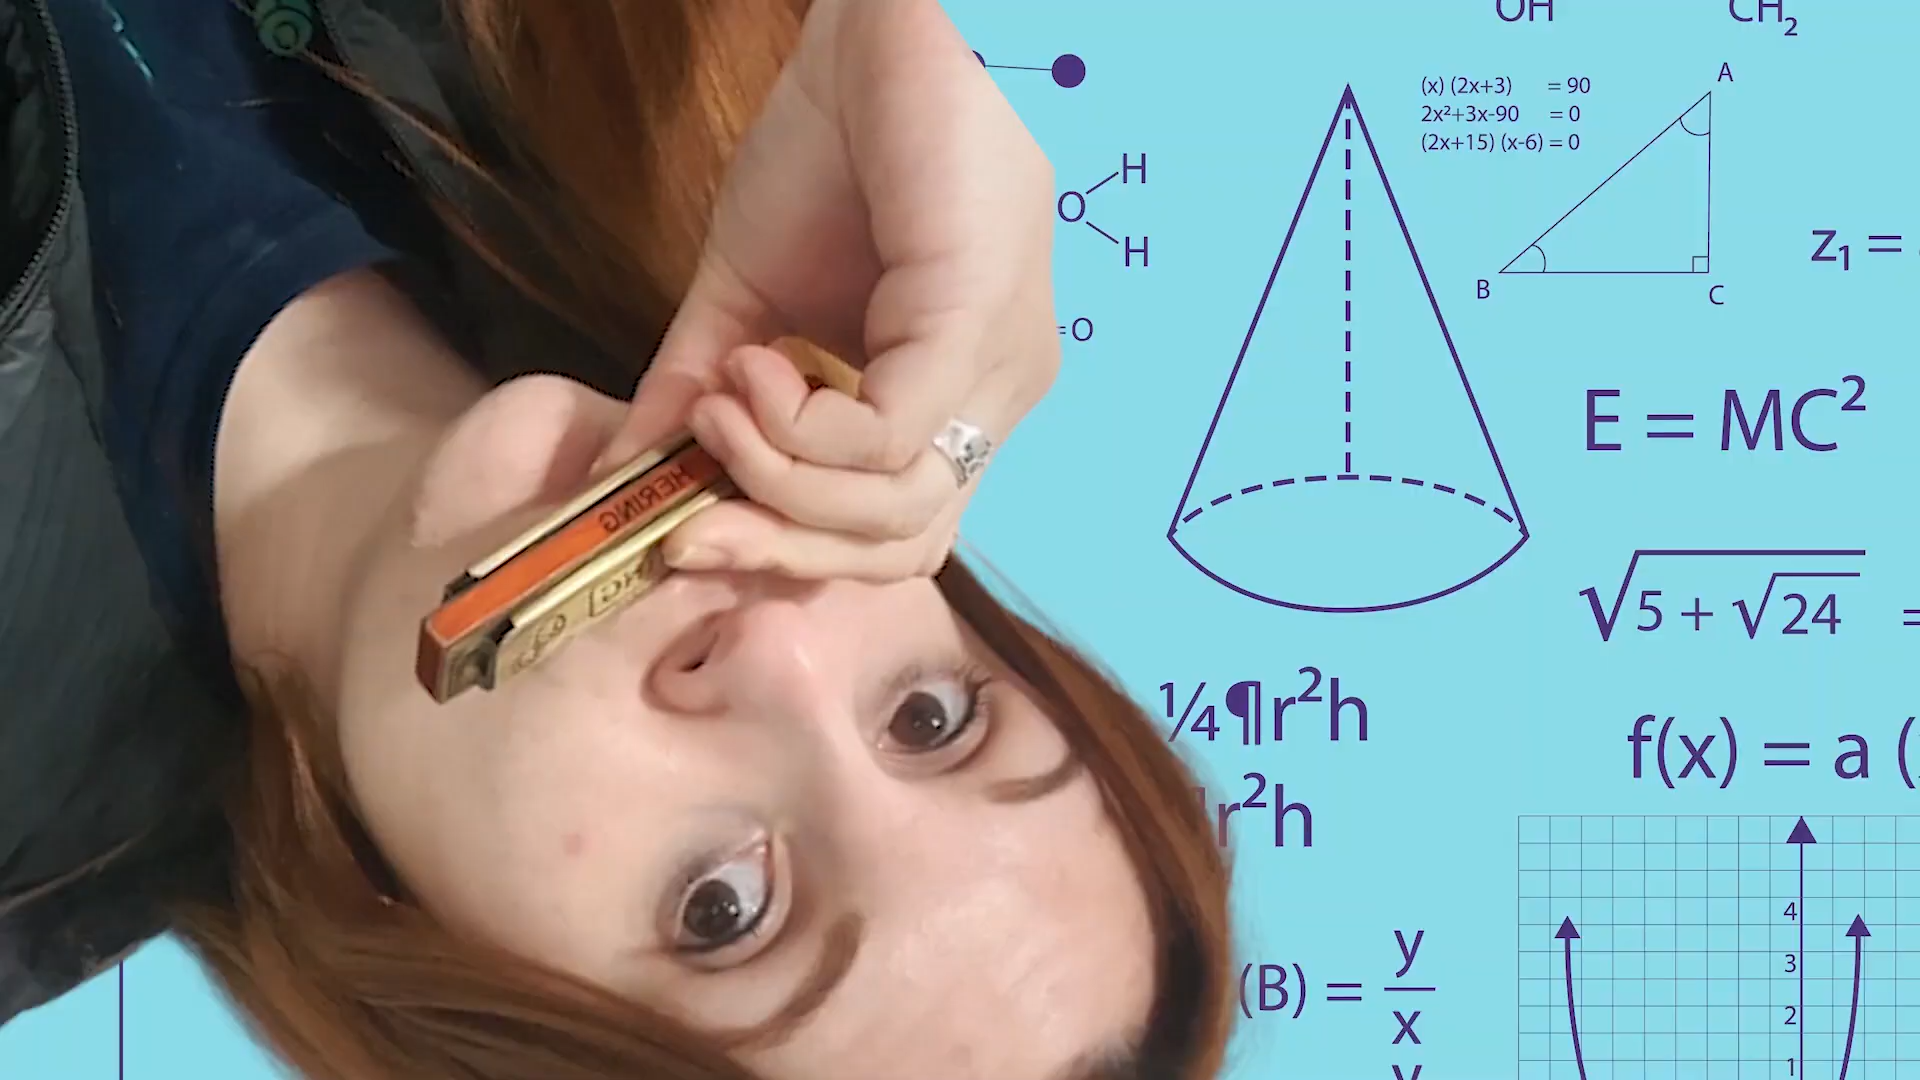 OH
CH₂
(x) (2x+3) = 90
2x²+3x-90 = 0
(2x+15) (x-6) = 0
A
B
C
H
O
H
=O
z₁ =
E = MC²
√5 + √24 =
¼¶r²h
r²h
f(x) = a (
(B) = y
x
y
4
3
2
1
HERING